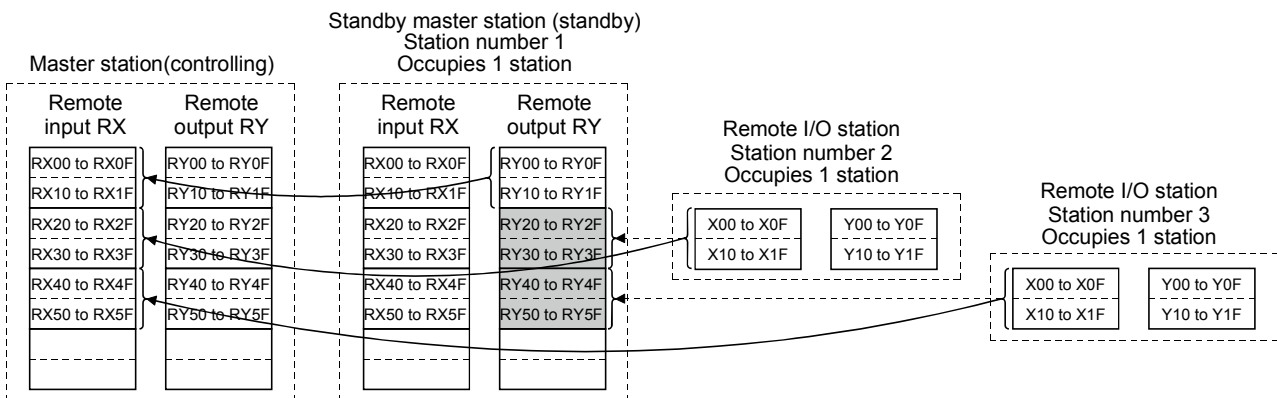 Standby master station (standby)
Station number 1
Occupies 1 station
Master station(controlling)
Remote
input RX
Remote
output RY
RX00 to RX0F
RX10 to RX1F
RX20 to RX2F
RX30 to RX3F
RX40 to RX4F
RX50 to RX5F
RY00 to RY0F
RY10 to RY1F
RY20 to RY2F
RY30 to RY3F
RY40 to RY4F
RY50 to RY5F
Remote
input RX
Remote
output RY
RX00 to RX0F
RX10 to RX1F
RX20 to RX2F
RX30 to RX3F
RX40 to RX4F
RX50 to RX5F
RY00 to RY0F
RY10 to RY1F
RY20 to RY2F
RY30 to RY3F
RY40 to RY4F
RY50 to RY5F
Remote I/O station
Station number 2
Occupies 1 station
X00 to X0F
X10 to X1F
Y00 to Y0F
Y10 to Y1F
Remote I/O station
Station number 3
Occupies 1 station
X00 to X0F
X10 to X1F
Y00 to Y0F
Y10 to Y1F